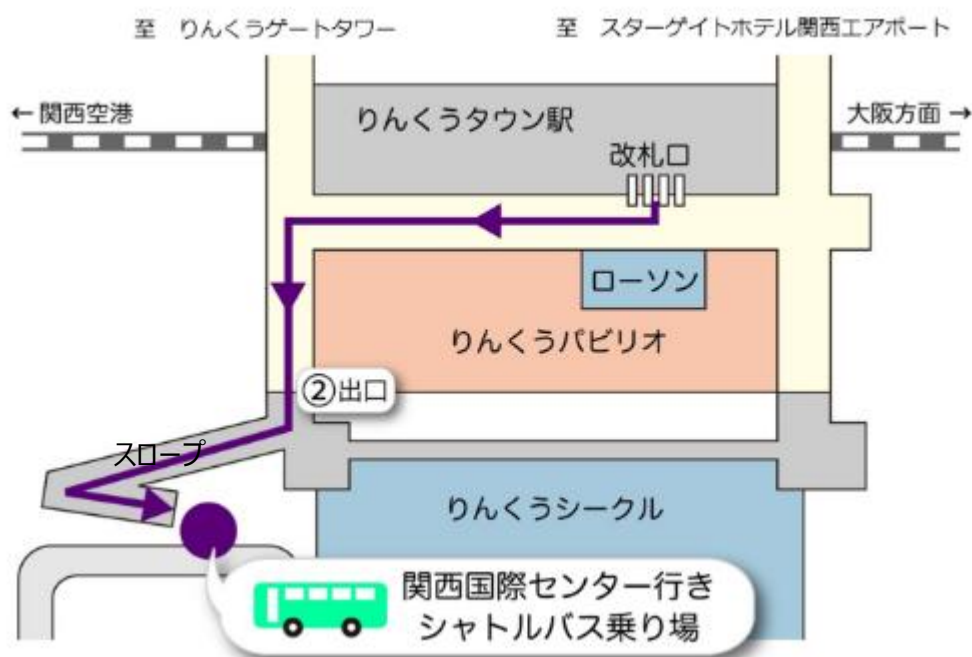 至 りんくうゲートタワー
至 スターゲイトホテル関西エアポート
←関西空港
りんくうタウン駅
大阪方面→
改札口
ローソン
りんくうパビリオ
②出口
スロープ
りんくうシークル
関西国際センター行き
シャトルバス乗り場